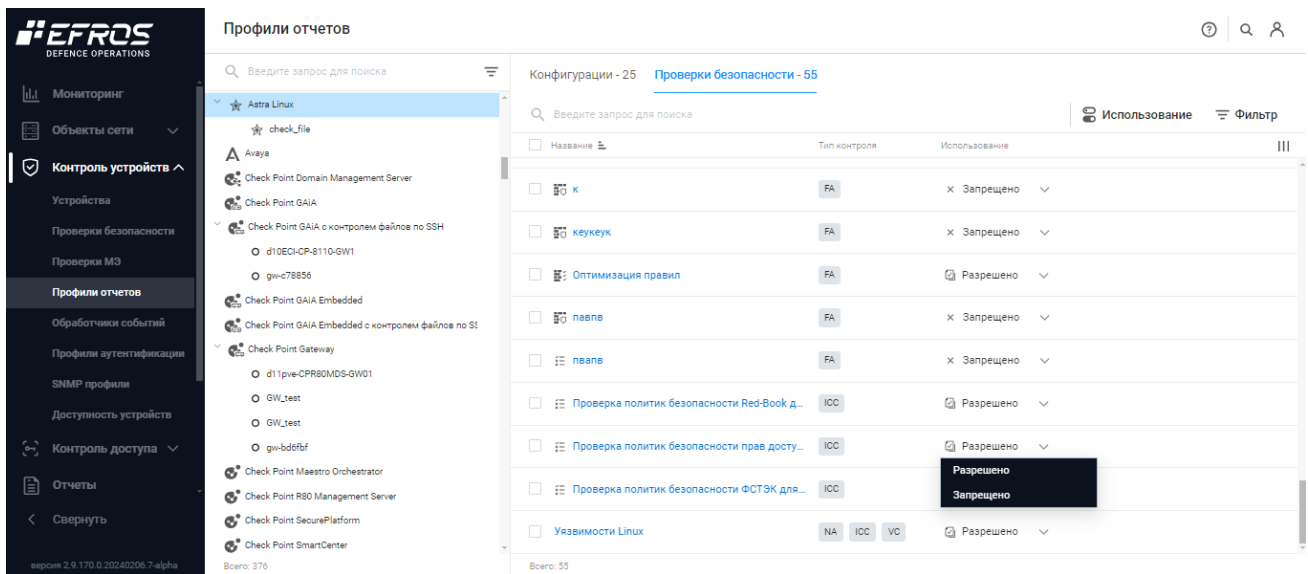 EFROS
DEFENCE OPERATIONS
Мониторинг
Объекты сети
Контроль устройств
Устройства
Проверки безопасности
Проверки МЭ
Профили отчетов
Обработчики событий
Профили аутентификации
SNMP профили
Доступность устройств
Контроль доступа
Отчеты
Свернуть
версия 2.9.170.0.20240206.7-alpha
Профили отчетов
Введите запрос для поиска
Astra Linux
check_file
Avaya
Check Point Domain Management Server
Check Point GAiA
Check Point GAiA с контролем файлов по SSH
d10ECI-CP-8110-GW1
gw-c78856
Check Point GAiA Embedded
Check Point GAiA Embedded с контролем файлов по SS
Check Point Gateway
d11pve-CPR80MDS-GW01
GW_test
GW_test
gw-bd6fbf
Check Point Maestro Orchestrator
Check Point R80 Management Server
Check Point SecurePlatform
Check Point SmartCenter
Всего: 376
Конфигурации - 25 Проверки безопасности - 55
Введите запрос для поиска Использование Фильтр
Название Тип контроля Использование
к FA Запрещено
кеукеук FA Запрещено
Оптимизация правил FA Разрешено
павпв FA Запрещено
пвапв FA Запрещено
Проверка политик безопасности Red-Book д... ICC Разрешено
Проверка политик безопасности прав досту... ICC Разрешено
Разрешено
Проверка политик безопасности ФСТЭК для... ICC
Запрещено
Уязвимости Linux NA ICC VC Разрешено
Всего: 55